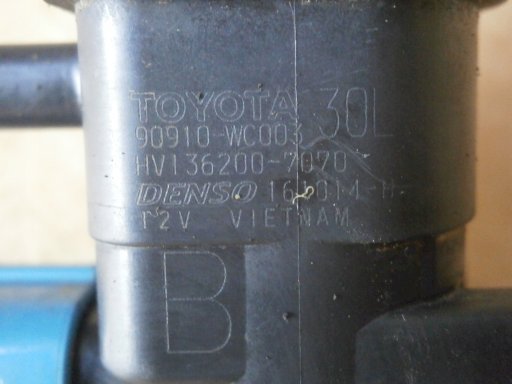 TOYOTA 30L
90910-WC003
HV136200-7070
DENSO
12V VIETNAM
B